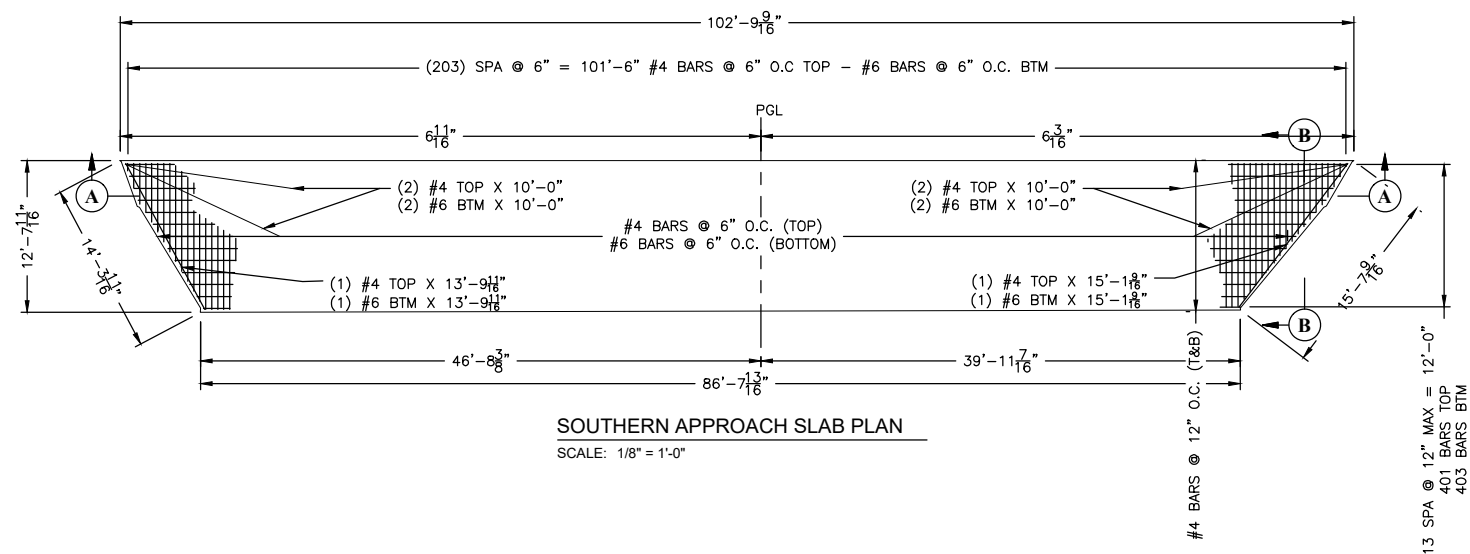 102'-9 9/16"
(203) SPA @ 6" = 101'-6" #4 BARS @ 6" O.C TOP - #6 BARS @ 6" O.C. BTM
PGL
6 11/16"
6 3/16"
B
A
A
(2) #4 TOP X 10'-0"
(2) #6 BTM X 10'-0"
(2) #4 TOP X 10'-0"
(2) #6 BTM X 10'-0"
#4 BARS @ 6" O.C. (TOP)
#6 BARS @ 6" O.C. (BOTTOM)
12'-7 11/16"
14'-3 11/16"
(1) #4 TOP X 13'-9 11/16"
(1) #6 BTM X 13'-9 11/16"
(1) #4 TOP X 15'-1 9/16"
(1) #6 BTM X 15'-1 9/16"
15'-7 9/16"
B
46'-8 3/8"
39'-11 7/16"
86'-7 13/16"
#4 BARS @ 12" O.C. (T&B)
13 SPA @ 12" MAX = 12'-0"
401 BARS TOP
403 BARS BTM
SOUTHERN APPROACH SLAB PLAN
SCALE: 1/8" = 1'-0"